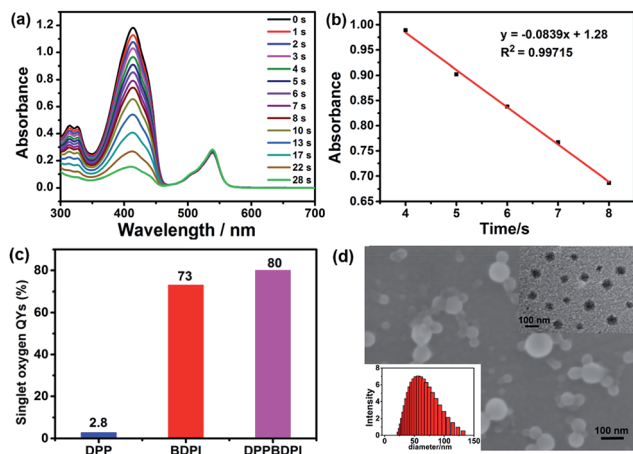 (a)
1.2
1.0
0.8
0.6
0.4
0.2
0.0
Absorbance
300 400 500 600 700
Wavelength / nm
0 s
1 s
2 s
3 s
4 s
5 s
6 s
7 s
8 s
10 s
13 s
17 s
22 s
28 s
(b)
1.00
0.95
0.90
0.85
0.80
0.75
0.70
0.65
Absorbance
y = -0.0839x + 1.28
R² = 0.99715
4 5 6 7 8
Time/s
(c)
80
60
40
20
0
Singlet oxygen QYs (%)
2.8
73
80
DPP BDPI DPPBDPI
(d)
100 nm
8
6
4
2
0
Intensity
0 50 100 150
diameter/nm
100 nm